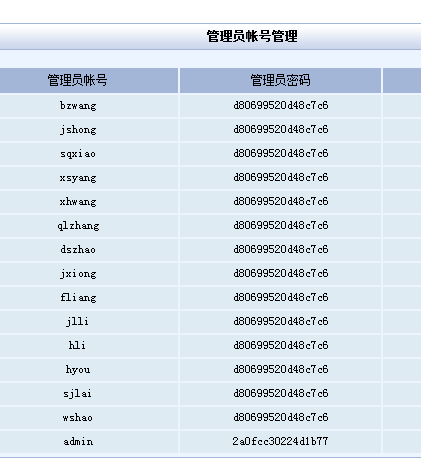 管理员帐号管理
管理员帐号 管理员密码
bzwang d80699520d48c7c6
jshong d80699520d48c7c6
sqxiao d80699520d48c7c6
xsyang d80699520d48c7c6
xhwang d80699520d48c7c6
qlzhang d80699520d48c7c6
dszhao d80699520d48c7c6
jxiong d80699520d48c7c6
fliang d80699520d48c7c6
jlli d80699520d48c7c6
hli d80699520d48c7c6
hyou d80699520d48c7c6
sjlai d80699520d48c7c6
wshao d80699520d48c7c6
admin 2a0fcc30224d1b77